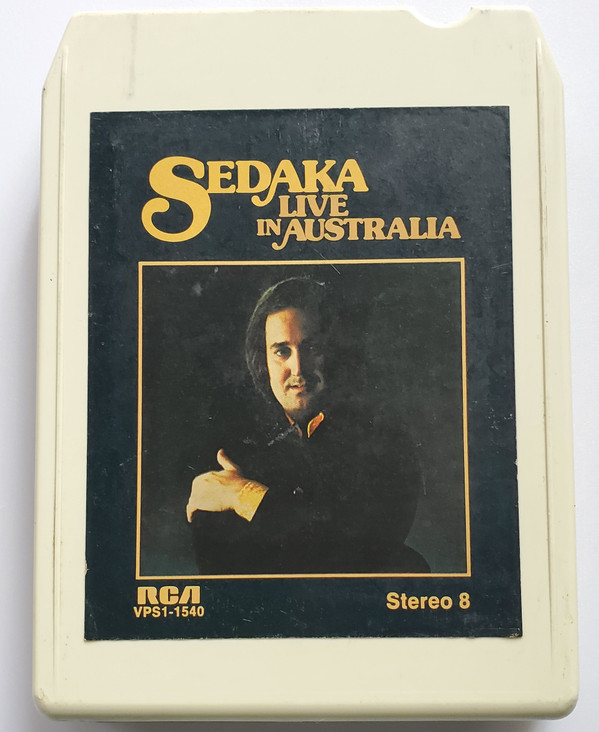 SEDAKA
LIVE
IN AUSTRALIA
RCA
VPS1-1540
Stereo 8